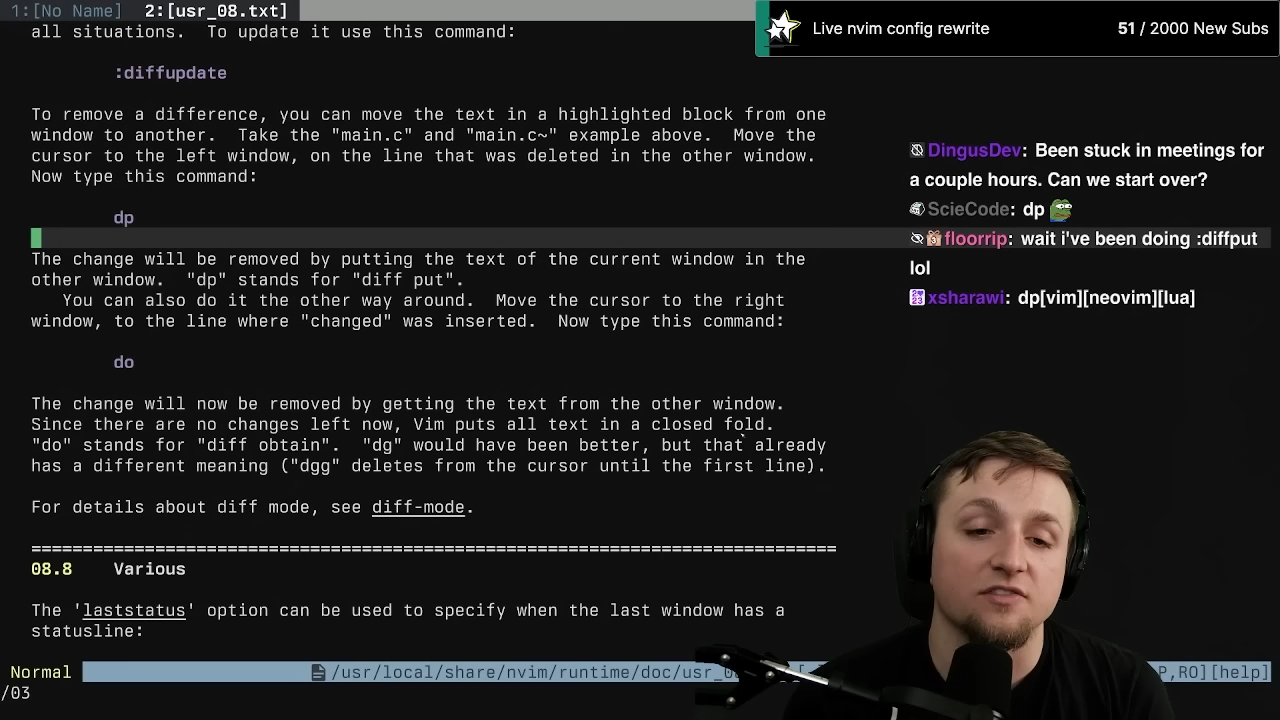 1:[No Name] 2:[usr_08.txt]
all situations.  To update it use this command:
:diffupdate
To remove a difference, you can move the text in a highlighted block from one
window to another.  Take the "main.c" and "main.c~" example above.  Move the
cursor to the left window, on the line that was deleted in the other window.
Now type this command:
dp
The change will be removed by putting the text of the current window in the
other window.  "dp" stands for "diff put".
You can also do it the other way around.  Move the cursor to the right
window, to the line where "changed" was inserted.  Now type this command:
do
The change will now be removed by getting the text from the other window.
Since there are no changes left now, Vim puts all text in a closed fold.
"do" stands for "diff obtain".  "dg" would have been better, but that already
has a different meaning ("dgg" deletes from the cursor until the first line).
For details about diff mode, see diff-mode.
==============================================================================
08.8 Various
The 'laststatus' option can be used to specify when the last window has a
statusline:
Normal /usr/local/share/nvim/runtime/doc/ P,RO][help]
/03
Live nvim config rewrite 51 / 2000 New Subs
DingusDev: Been stuck in meetings for
a couple hours. Can we start over?
ScieCode: dp
floorrip: wait i've been doing :diffput
lol
xsharawi: dp[vim][neovim][lua]